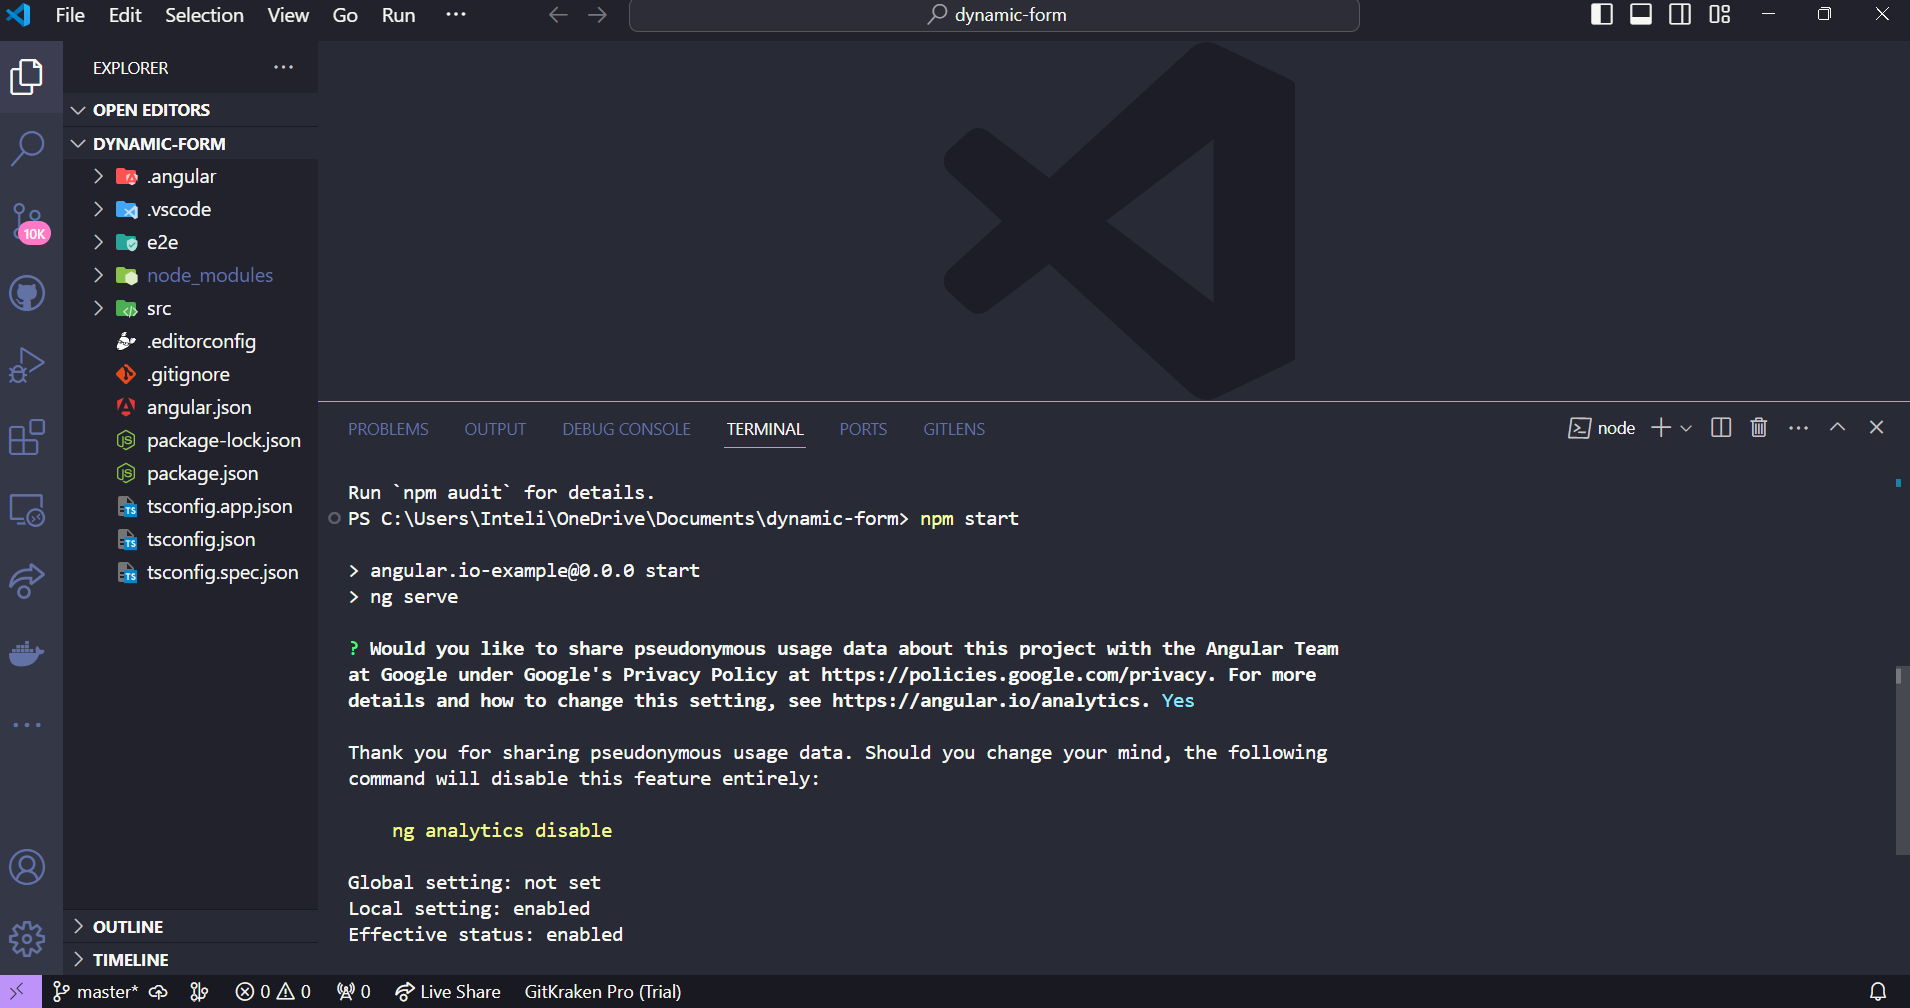 File Edit Selection View Go Run ···
dynamic-form
EXPLORER ···
OPEN EDITORS
DYNAMIC-FORM
.angular
.vscode
10K
e2e
node_modules
src
.editorconfig
.gitignore
angular.json
package-lock.json
package.json
tsconfig.app.json
tsconfig.json
tsconfig.spec.json
OUTLINE
TIMELINE
PROBLEMS OUTPUT DEBUG CONSOLE TERMINAL PORTS GITLENS
node
Run `npm audit` for details.
PS C:\Users\Inteli\OneDrive\Documents\dynamic-form> npm start
> angular.io-example@0.0.0 start
> ng serve
? Would you like to share pseudonymous usage data about this project with the Angular Team
at Google under Google's Privacy Policy at https://policies.google.com/privacy. For more
details and how to change this setting, see https://angular.io/analytics. Yes
Thank you for sharing pseudonymous usage data. Should you change your mind, the following
command will disable this feature entirely:
ng analytics disable
Global setting: not set
Local setting: enabled
Effective status: enabled
master* 0 0 0 Live Share GitKraken Pro (Trial)